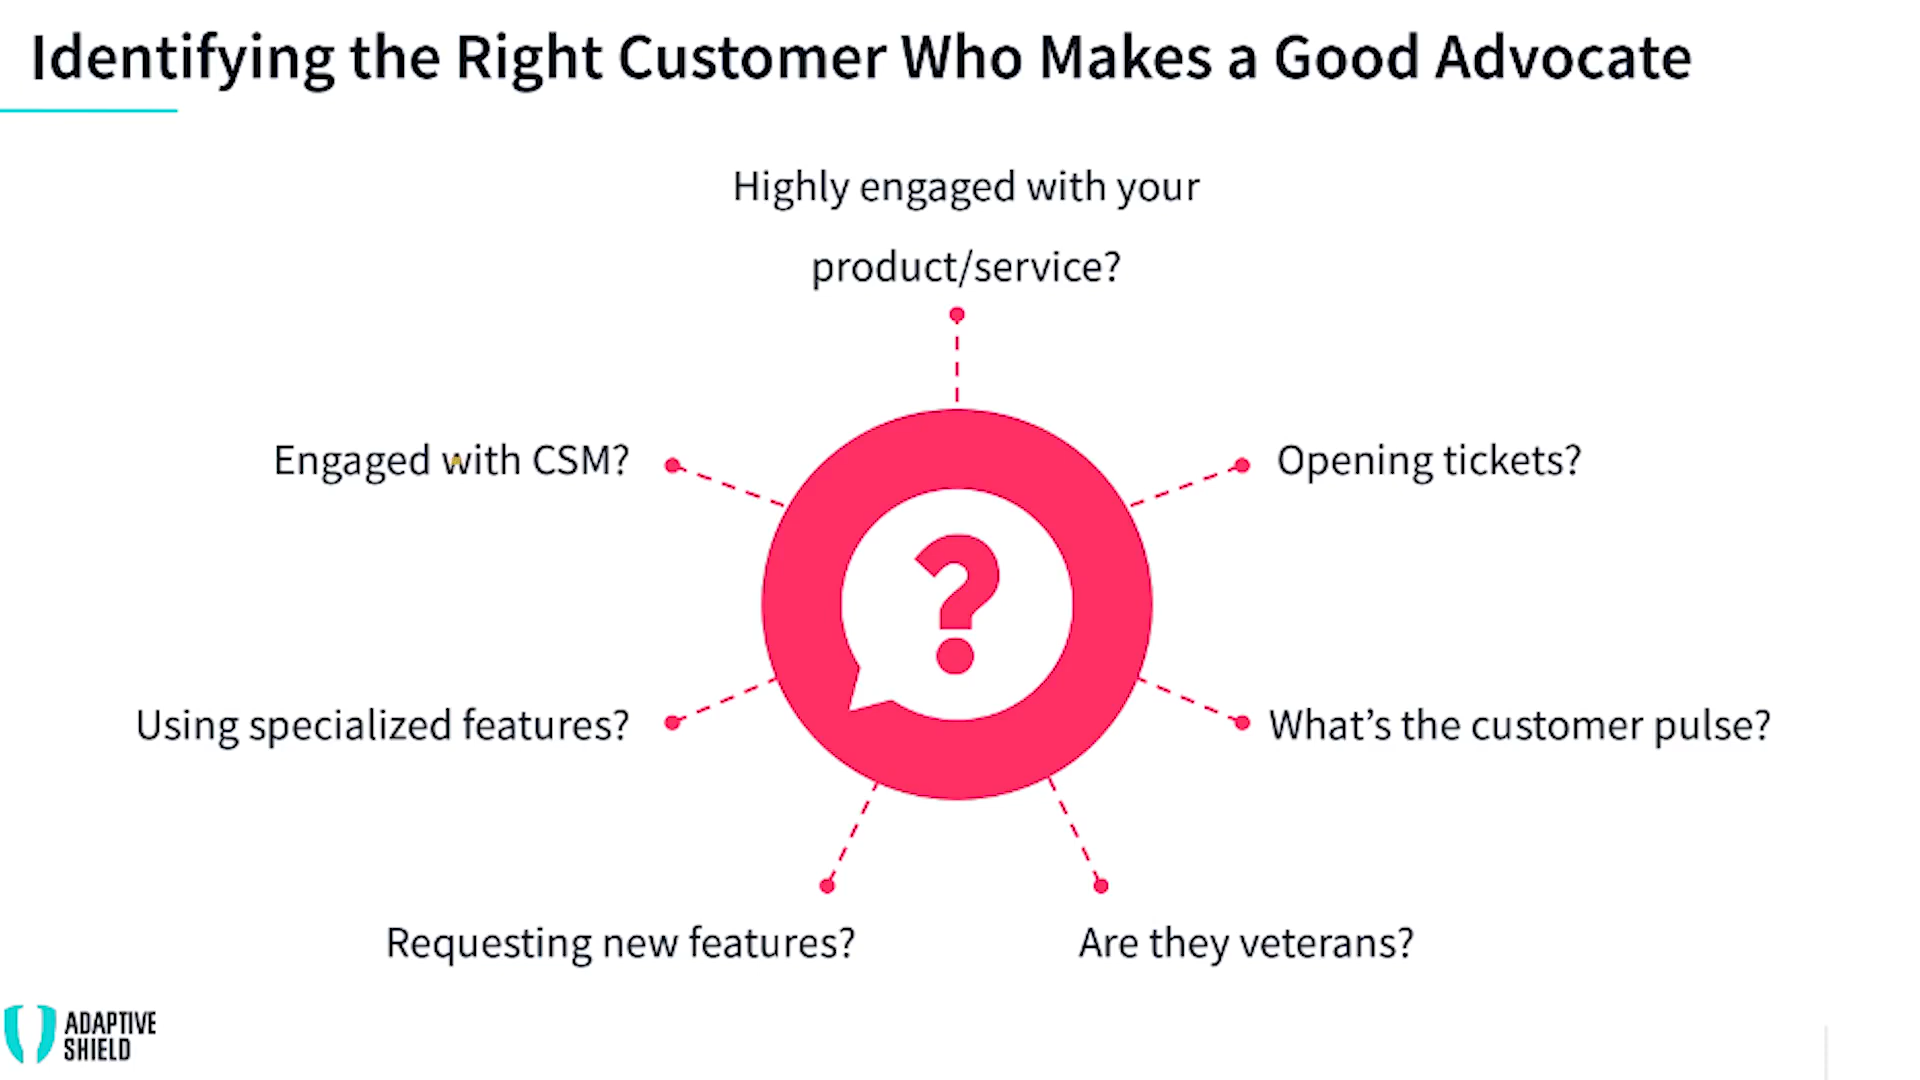 Identifying the Right Customer Who Makes a Good Advocate
Highly engaged with your
product/service?
Engaged with CSM?
Opening tickets?
?
Using specialized features?
What's the customer pulse?
Requesting new features?
Are they veterans?
ADAPTIVE
SHIELD